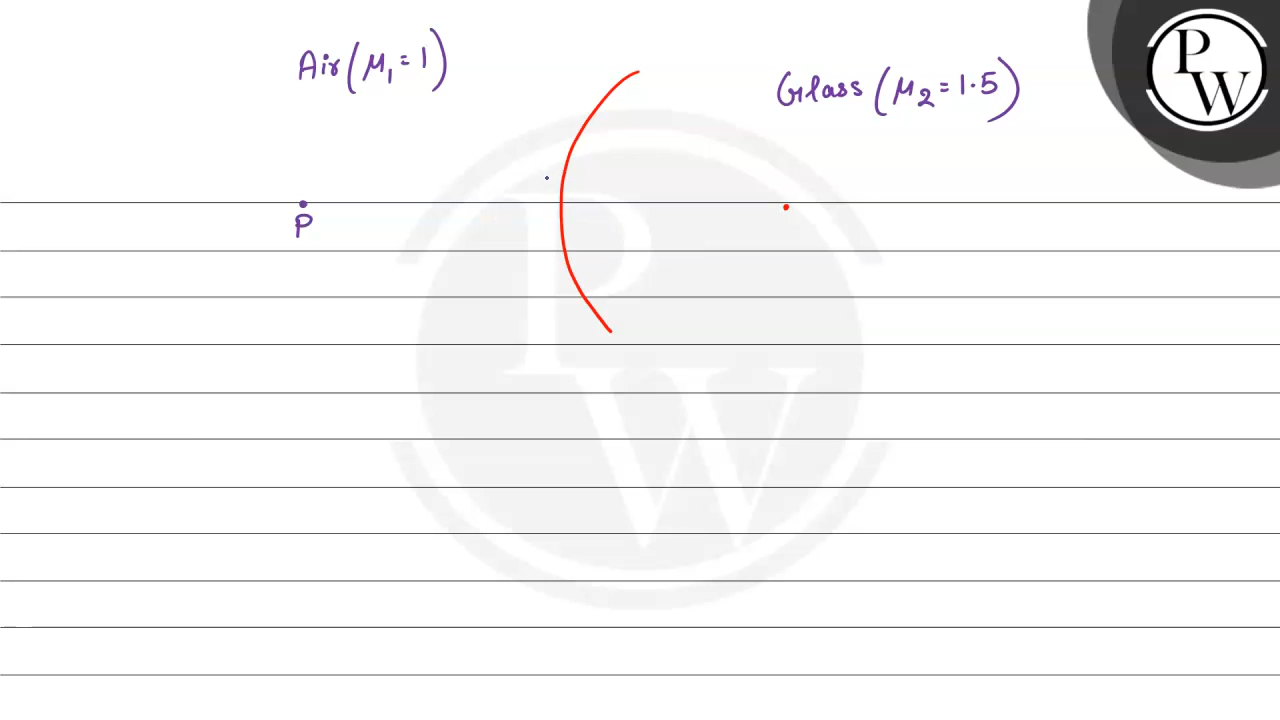 Air (μ₁ = 1)
Glass (μ₂ = 1.5)
P
P
W
P
W